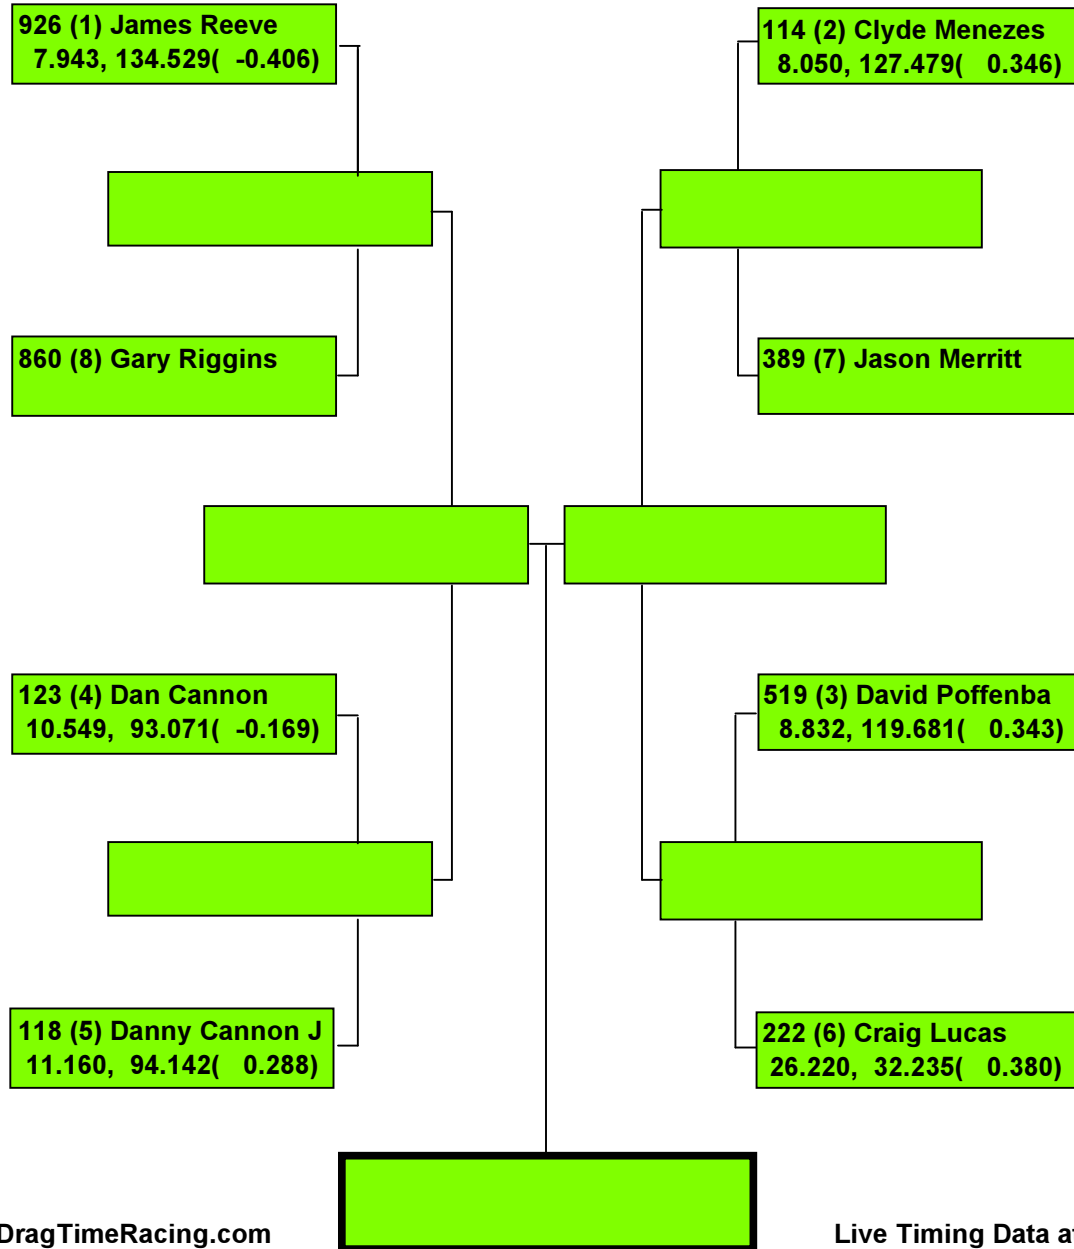 926 (1) James Reeve
7.943, 134.529( -0.406)
114 (2) Clyde Menezes
8.050, 127.479( 0.346)
860 (8) Gary Riggins
389 (7) Jason Merritt
123 (4) Dan Cannon
10.549, 93.071( -0.169)
519 (3) David Poffenba
8.832, 119.681( 0.343)
118 (5) Danny Cannon J
11.160, 94.142( 0.288)
222 (6) Craig Lucas
26.220, 32.235( 0.380)
DragTimeRacing.com
Live Timing Data at